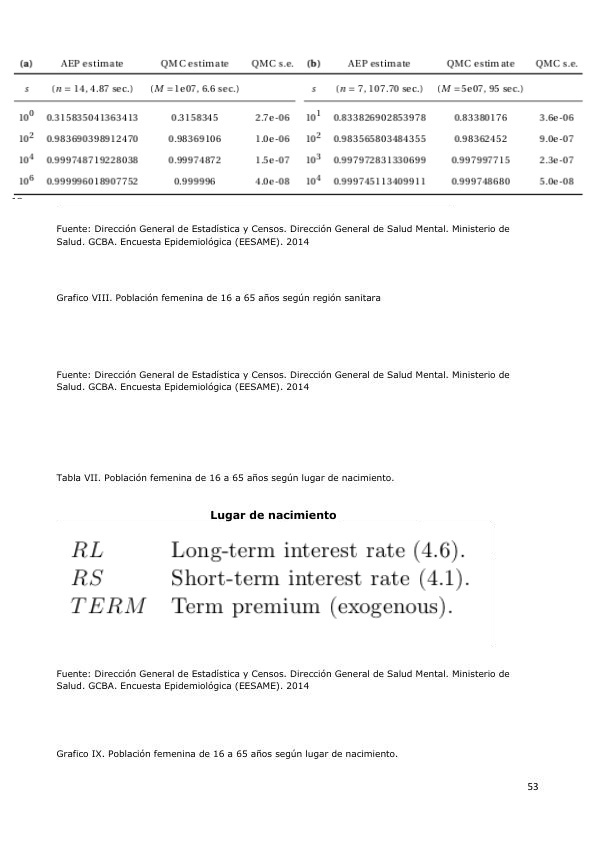 (a) AEP estimate QMC estimate QMC s.e. (b) AEP estimate QMC estimate QMC s.e.
s (n = 14, 4.87 sec.) (M =1e07, 6.6 sec.) s (n = 7, 107.70 sec.) (M =5e07, 95 sec.)
10^0 0.315835041363413 0.3158345 2.7e-06 10^1 0.833826902853978 0.83380176 3.6e-06
10^2 0.983690398912470 0.98369106 1.0e-06 10^2 0.983565803484355 0.98362452 9.0e-07
10^4 0.999748719228038 0.99974872 1.5e-07 10^3 0.997972831330699 0.997997715 2.3e-07
10^6 0.999996018907752 0.999996 4.0e-08 10^4 0.999745113409911 0.999748680 5.0e-08
Fuente: Dirección General de Estadística y Censos. Dirección General de Salud Mental. Ministerio de
Salud. GCBA. Encuesta Epidemiológica (EESAME). 2014
Grafico VIII. Población femenina de 16 a 65 años según región sanitara
Fuente: Dirección General de Estadística y Censos. Dirección General de Salud Mental. Ministerio de
Salud. GCBA. Encuesta Epidemiológica (EESAME). 2014
Tabla VII. Población femenina de 16 a 65 años según lugar de nacimiento.
Lugar de nacimiento
RL Long-term interest rate (4.6).
RS Short-term interest rate (4.1).
TERM Term premium (exogenous).
Fuente: Dirección General de Estadística y Censos. Dirección General de Salud Mental. Ministerio de
Salud. GCBA. Encuesta Epidemiológica (EESAME). 2014
Grafico IX. Población femenina de 16 a 65 años según lugar de nacimiento.
53